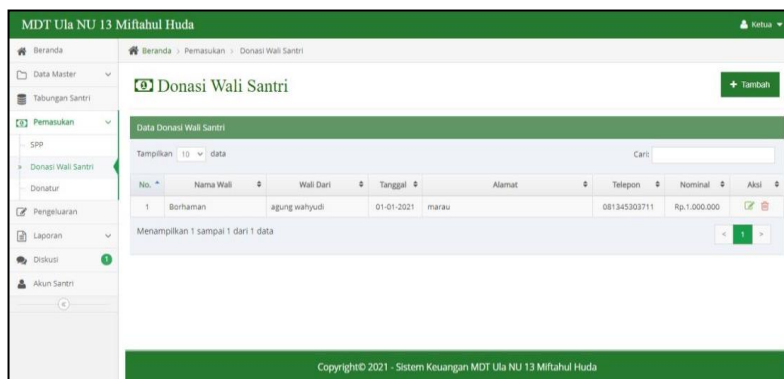 MDT Ula NU 13 Miftahul Huda
Ketua
Beranda
Data Master
Tabungan Santri
Pemasukan
SPP
Donasi Wali Santri
Donatur
Pengeluaran
Laporan
Diskusi 1
Akun Santri
Beranda > Pemasukan > Donasi Wali Santri
Donasi Wali Santri
+ Tambah
Data Donasi Wali Santri
Tampilkan 10 data
Cari:
No. Nama Wali Wali Dari Tanggal Alamat Telepon Nominal Aksi
1 Borhaman agung wahyudi 01-01-2021 marau 081345303711 Rp.1.000.000
Menampilkan 1 sampai 1 dari 1 data
< 1 >
Copyright© 2021 - Sistem Keuangan MDT Ula NU 13 Miftahul Huda